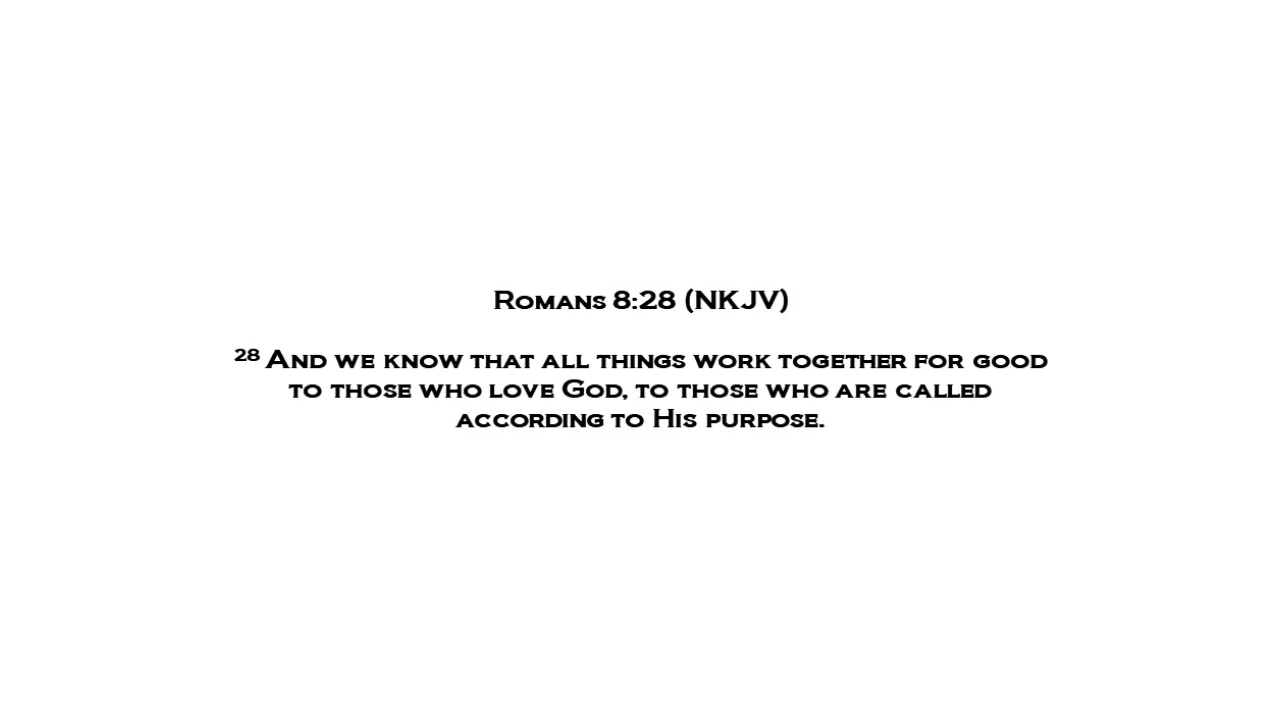 Romans 8:28 (NKJV)
28 And we know that all things work together for good
to those who love God, to those who are called
according to His purpose.